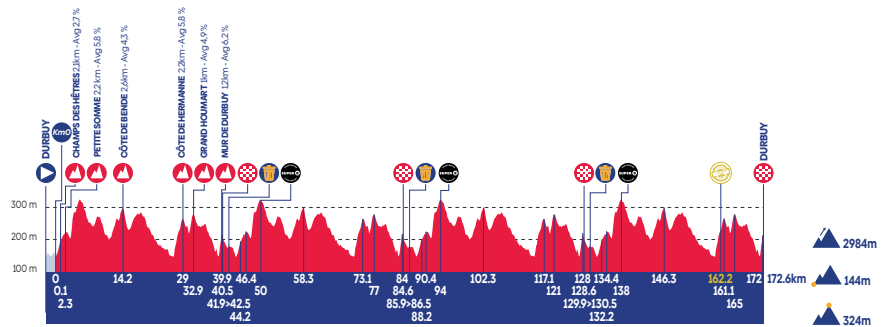 CHAMPS DES HÊTRES 2,1km - Avg 2,7 %
PETITE SOMME 2,2 km - Avg 5,8 %
CÔTE DE BENDE 2,6km - Avg 4,3 %
CÔTE DE HERMANNE 2,2km - Avg 5,8 %
GRAND HOUMART 1km - Avg 4,9 %
MUR DE DURBUY 1,2km - Avg 6,2 %
DURBUY
Km0
SUPER
SUPER
SUPER
DURBUY
300 m
200 m
100 m
0 14.2 29 39.9 46.4 58.3 73.1 84 90.4 102.3 117.1 128 134.4 146.3 162.2 172 172.6km
0.1 32.9 40.5 50 77 84.6 94 121 128.6 138 161.1
2.3 41.9>42.5 85.9>86.5 129.9>130.5 165
44.2 88.2 132.2
2984m
144m
324m